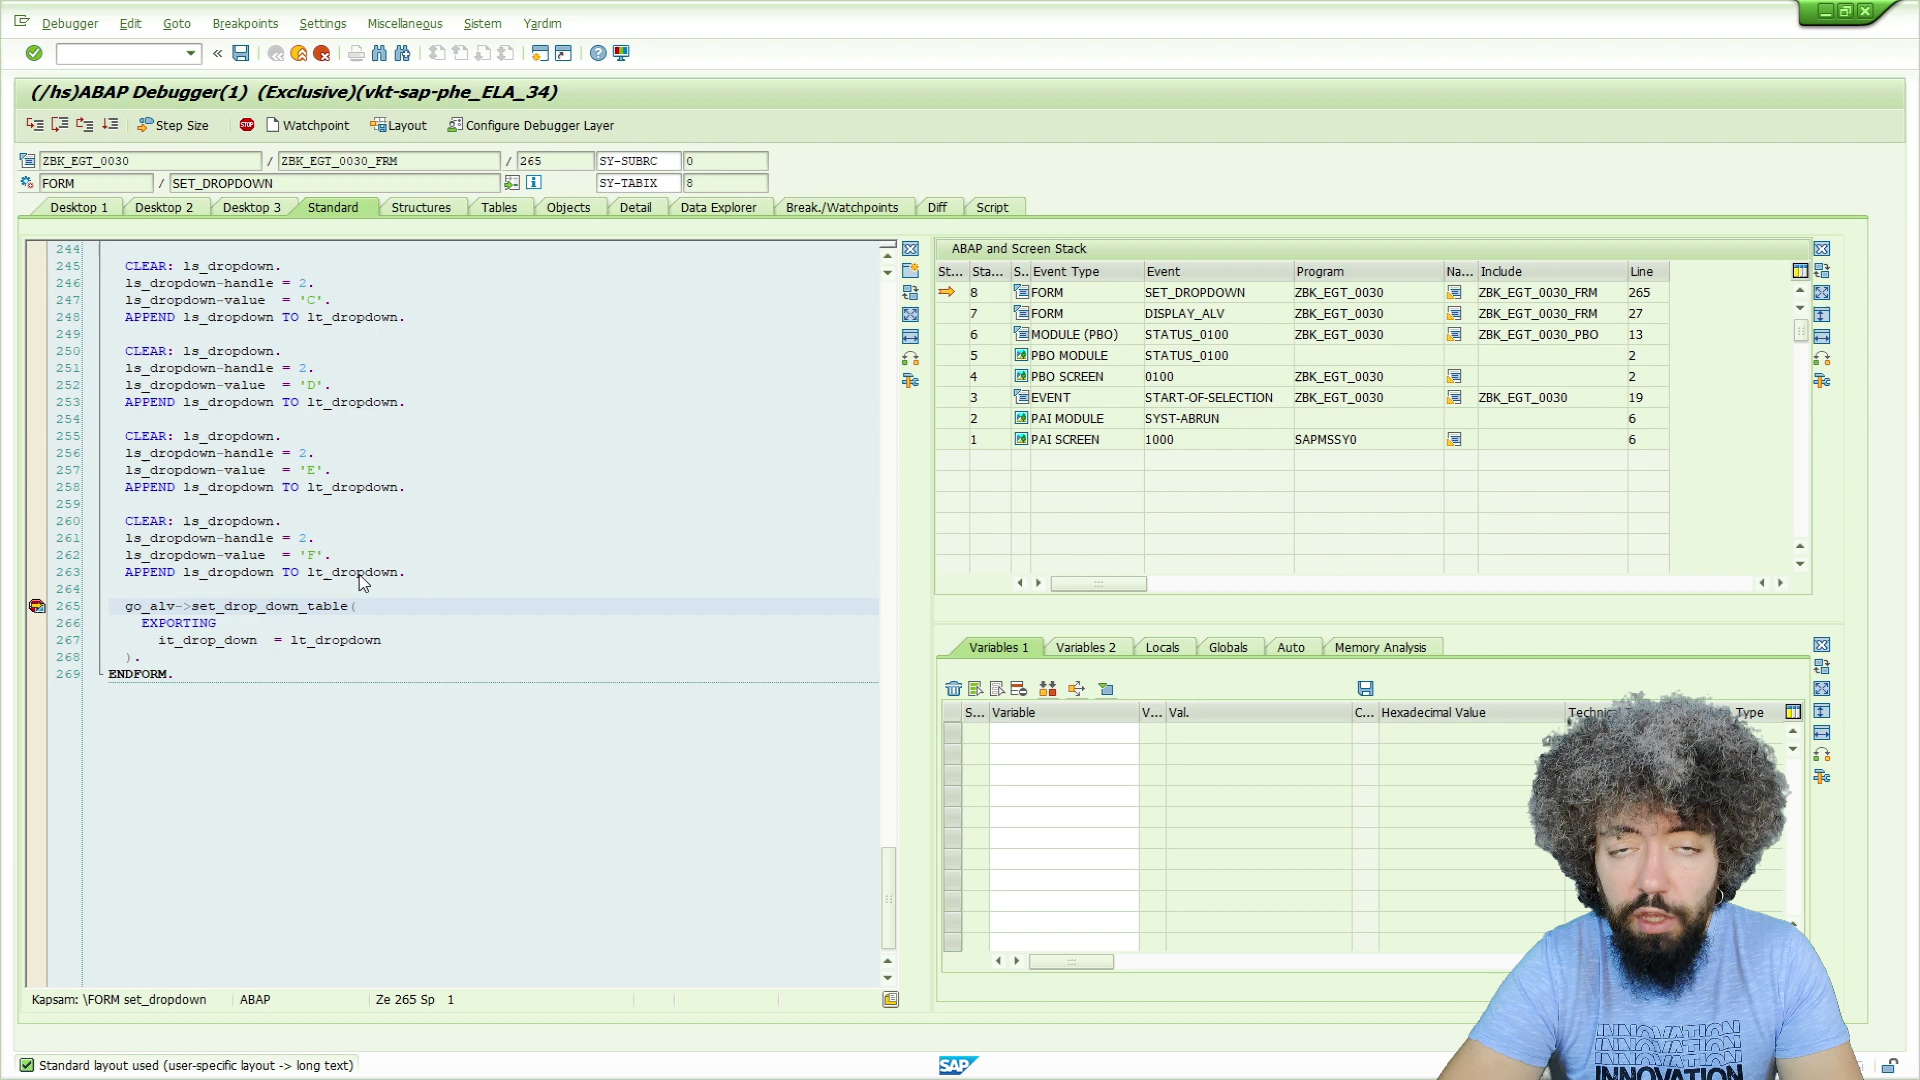 Debugger Edit Goto Breakpoints Settings Miscellaneous Sistem Yardım
(/hs)ABAP Debugger(1) (Exclusive)(vkt-sap-phe_ELA_34)
Step Size STOP Watchpoint Layout Configure Debugger Layer
ZBK_EGT_0030 / ZBK_EGT_0030_FRM / 265 SY-SUBRC 0
FORM / SET_DROPDOWN SY-TABIX 8
Desktop 1 Desktop 2 Desktop 3 Standard Structures Tables Objects Detail Data Explorer Break./Watchpoints Diff Script
244
245 CLEAR: ls_dropdown.
246 ls_dropdown-handle = 2.
247 ls_dropdown-value = 'C'.
248 APPEND ls_dropdown TO lt_dropdown.
249
250 CLEAR: ls_dropdown.
251 ls_dropdown-handle = 2.
252 ls_dropdown-value = 'D'.
253 APPEND ls_dropdown TO lt_dropdown.
254
255 CLEAR: ls_dropdown.
256 ls_dropdown-handle = 2.
257 ls_dropdown-value = 'E'.
258 APPEND ls_dropdown TO lt_dropdown.
259
260 CLEAR: ls_dropdown.
261 ls_dropdown-handle = 2.
262 ls_dropdown-value = 'F'.
263 APPEND ls_dropdown TO lt_dropdown.
264
265 go_alv->set_drop_down_table(
266 EXPORTING
267 it_drop_down = lt_dropdown
268 ).
269 ENDFORM.
Kapsam: \FORM set_dropdown ABAP Ze 265 Sp 1
ABAP and Screen Stack
St... Sta... S.. Event Type Event Program Na... Include Line
8 FORM SET_DROPDOWN ZBK_EGT_0030 ZBK_EGT_0030_FRM 265
7 FORM DISPLAY_ALV ZBK_EGT_0030 ZBK_EGT_0030_FRM 27
6 MODULE (PBO) STATUS_0100 ZBK_EGT_0030 ZBK_EGT_0030_PBO 13
5 PBO MODULE STATUS_0100 2
4 PBO SCREEN 0100 ZBK_EGT_0030 2
3 EVENT START-OF-SELECTION ZBK_EGT_0030 ZBK_EGT_0030 19
2 PAI MODULE SYST-ABRUN 6
1 PAI SCREEN 1000 SAPMSSY0 6
Variables 1 Variables 2 Locals Globals Auto Memory Analysis
S... Variable V... Val. C... Hexadecimal Value Type
Standard layout used (user-specific layout -> long text)
SAP
INNOVATION
INNOVATION
INNOVATION
INNOVATION